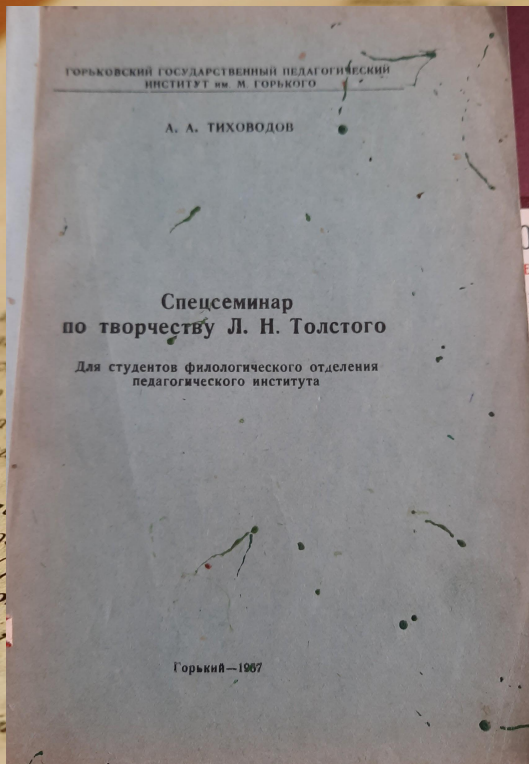 ГОРЬКОВСКИЙ ГОСУДАРСТВЕННЫЙ ПЕДАГОГИЧЕСКИЙ
ИНСТИТУТ им. М. ГОРЬКОГО
А. А. ТИХОВОДОВ
Спецсеминар
по творчеству Л. Н. Толстого
Для студентов филологического отделения
педагогического института
Горький—1967